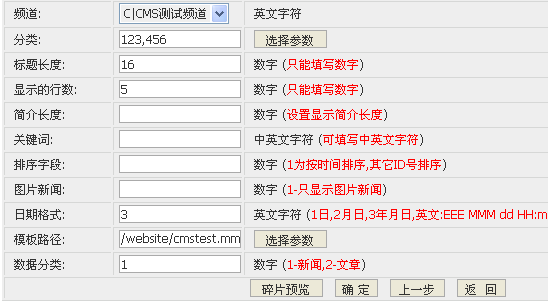 频道: C|CMS测试频道 英文字符
分类: 123,456 选择参数
标题长度: 16 数字 (只能填写数字)
显示的行数: 5 数字 (只能填写数字)
简介长度: 数字 (设置显示简介长度)
关键词: 中英文字符 (可填写中英文字符)
排序字段: 数字 (1为按时间排序,其它ID号排序)
图片新闻: 数字 (1-只显示图片新闻)
日期格式: 3 英文字符 (1日,2月日,3年月日,英文:EEE MMM dd HH:m
模板路径: /website/cmstest.mm 选择参数
数据分类: 1 数字 (1-新闻,2-文章)
碎片预览 确 定 上一步 返 回